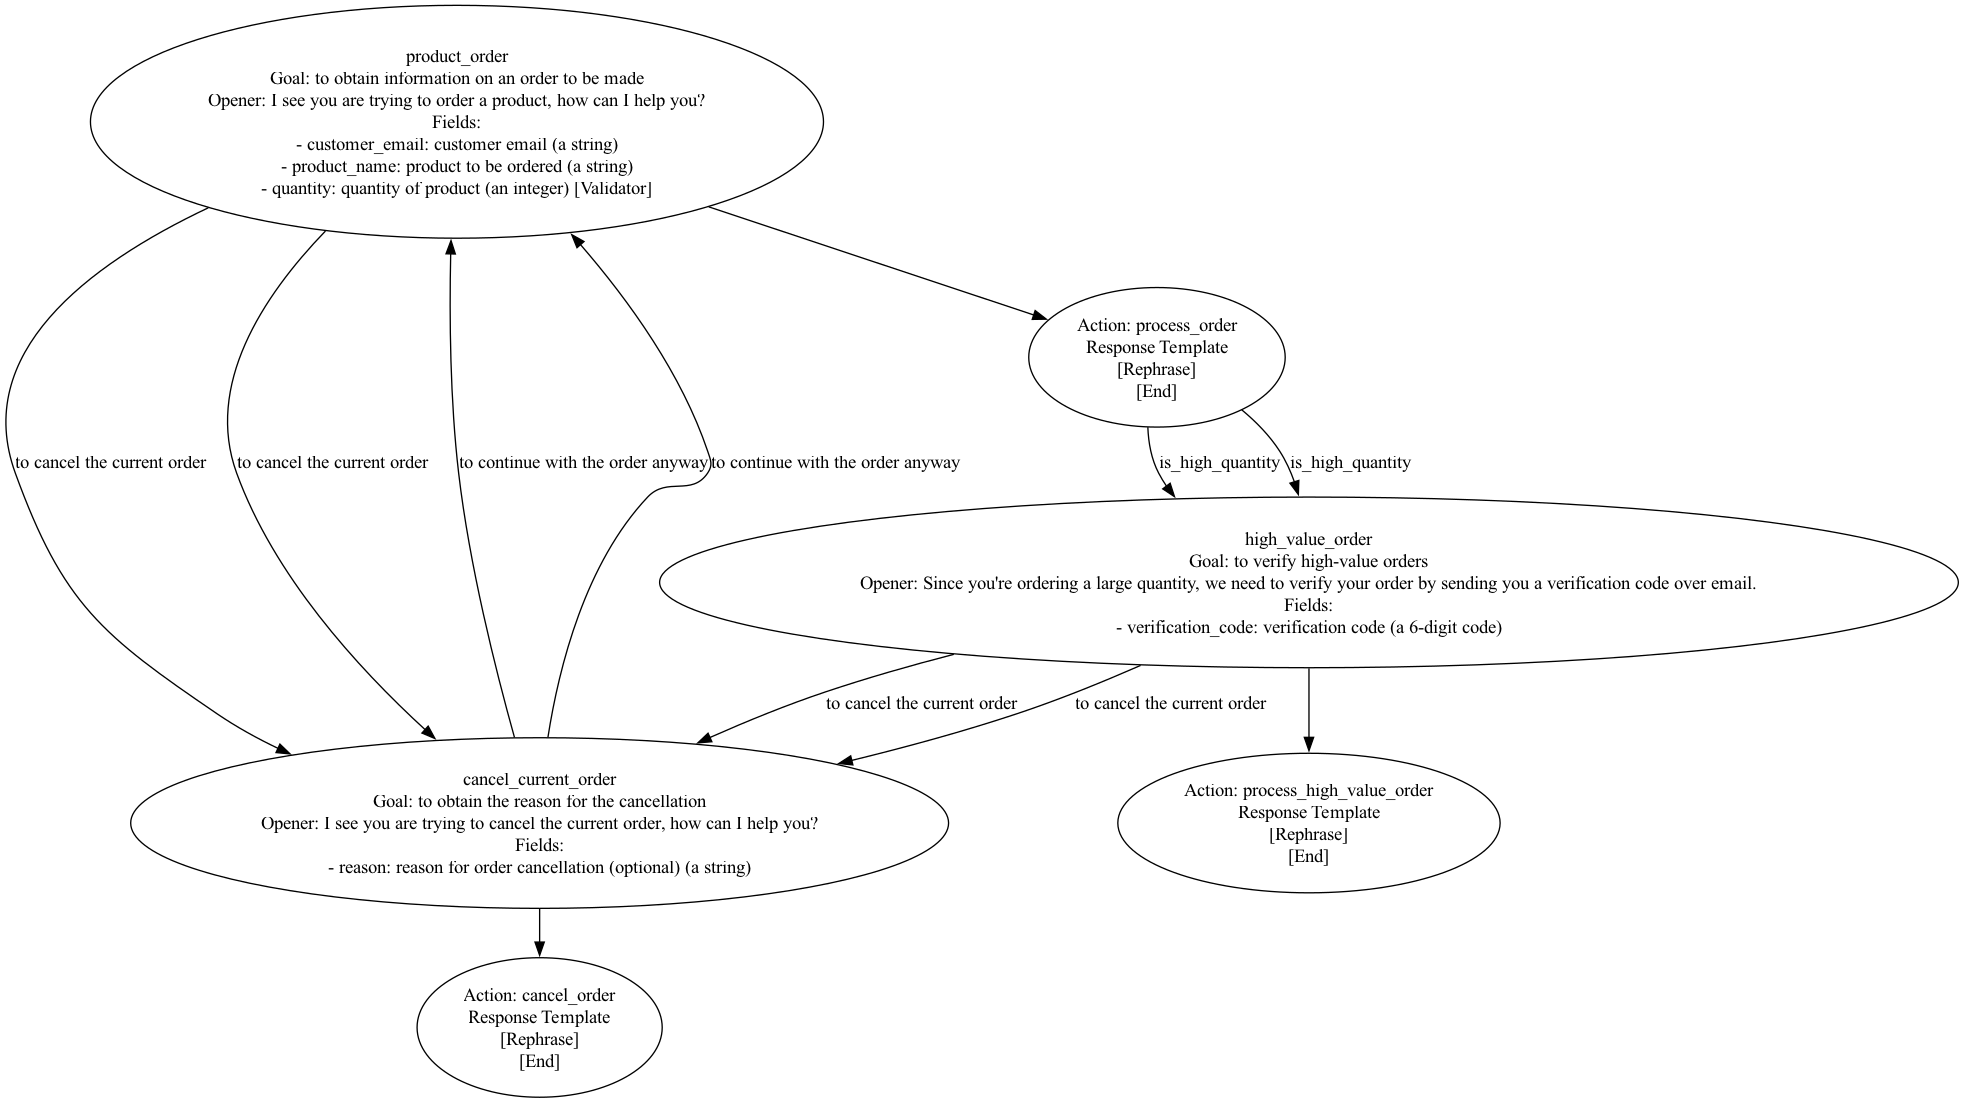 product_order
Goal: to obtain information on an order to be made
Opener: I see you are trying to order a product, how can I help you?
Fields:
- customer_email: customer email (a string)
- product_name: product to be ordered (a string)
- quantity: quantity of product (an integer) [Validator]
Action: process_order
Response Template
[Rephrase]
[End]
to cancel the current order
to cancel the current order
to continue with the order anyway
to continue with the order anyway
is_high_quantity
is_high_quantity
high_value_order
Goal: to verify high-value orders
Opener: Since you're ordering a large quantity, we need to verify your order by sending you a verification code over email.
Fields:
- verification_code: verification code (a 6-digit code)
to cancel the current order
to cancel the current order
cancel_current_order
Goal: to obtain the reason for the cancellation
Opener: I see you are trying to cancel the current order, how can I help you?
Fields:
- reason: reason for order cancellation (optional) (a string)
Action: process_high_value_order
Response Template
[Rephrase]
[End]
Action: cancel_order
Response Template
[Rephrase]
[End]